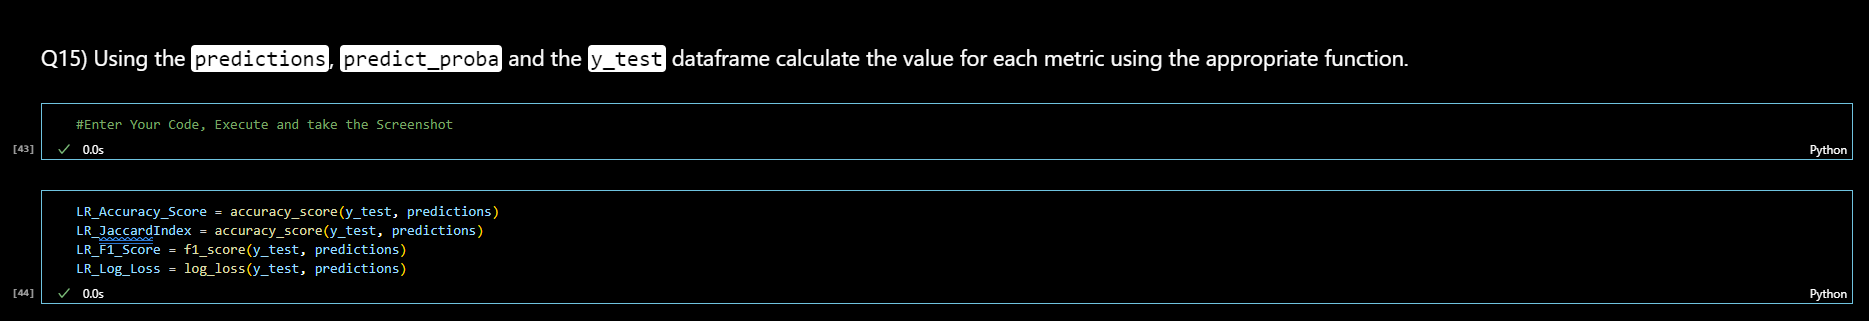 Q15) Using the predictions, predict_proba and the y_test dataframe calculate the value for each metric using the appropriate function.
#Enter Your Code, Execute and take the Screenshot
[43] ✓ 0.0s Python
LR_Accuracy_Score = accuracy_score(y_test, predictions)
LR_JaccardIndex = accuracy_score(y_test, predictions)
LR_F1_Score = f1_score(y_test, predictions)
LR_Log_Loss = log_loss(y_test, predictions)
[44] ✓ 0.0s Python